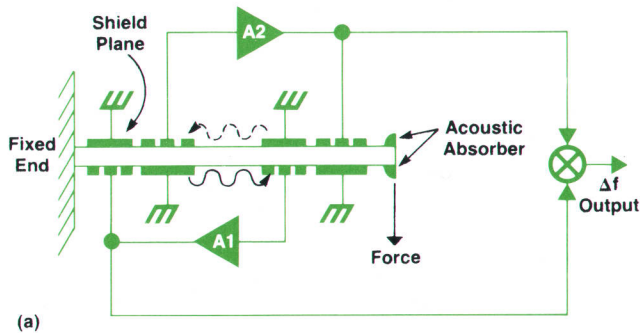 Shield
Plane
A2
Fixed
End
Acoustic
Absorber
Δf
Output
A1
Force
(a)